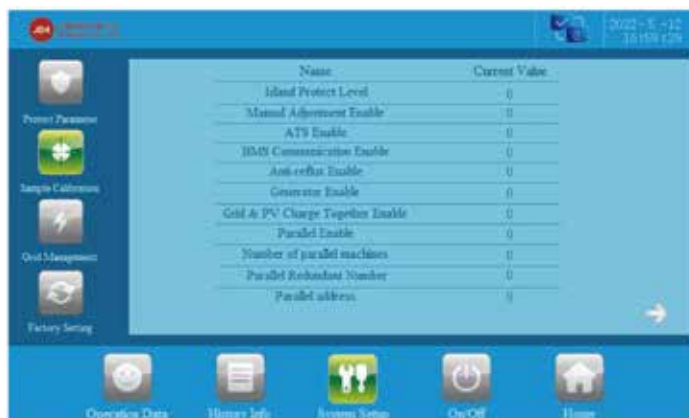 2022-5-12
Name Current Value
Island Protect Level 0
Manual Adjustment Enable 0
ATS Enable 0
BMS Communication Enable 0
Anti-reflux Enable 0
Generator Enable 0
Grid & PV Charge Together Enable 0
Parallel Enable 0
Number of parallel machines 0
Parallel Redundant Number 0
Parallel address 0
Protect Parameter
Sample Calibration
Grid Management
Factory Setting
Operation Data
History Info
System Setup
On/Off
Home